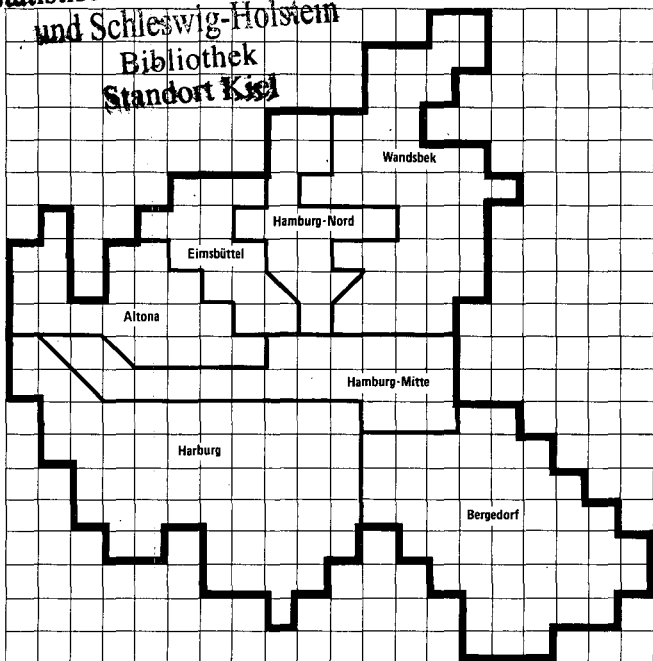 und Schleswig-Holstein
Bibliothek
Standort Kiel
Wandsbek
Hamburg-Nord
Eimsbüttel
Altona
Hamburg-Mitte
Harburg
Bergedorf